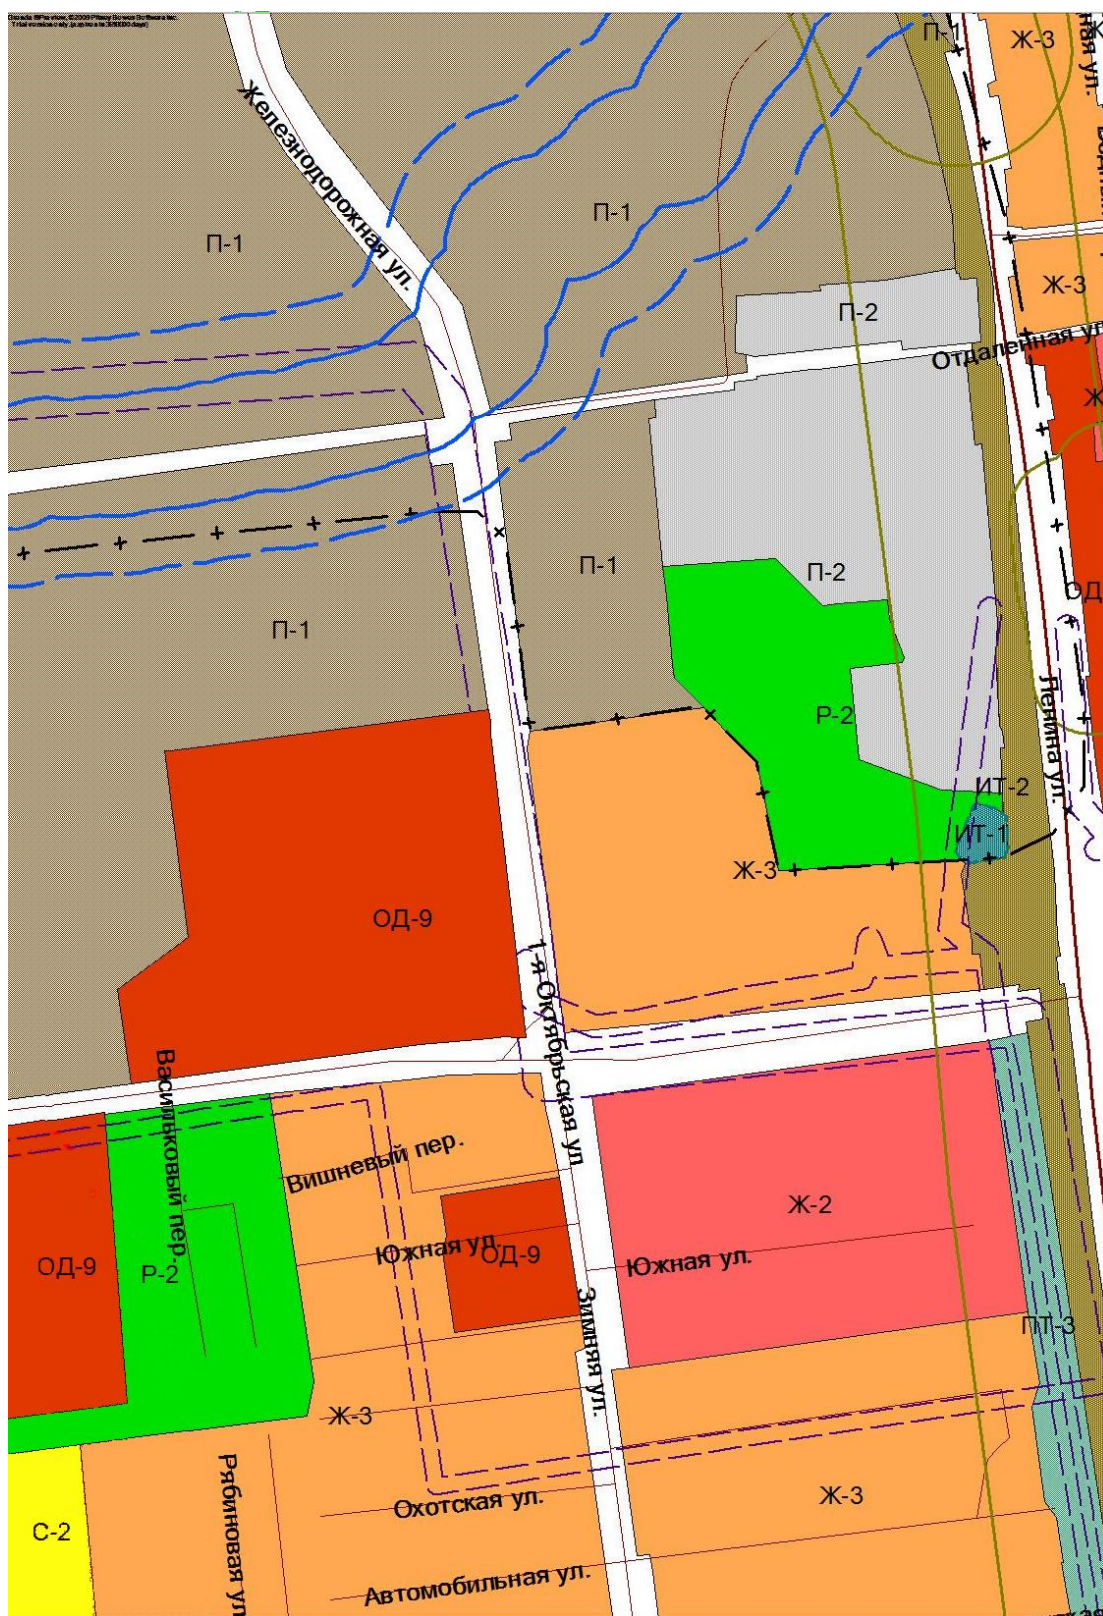 П-1
Ж-3
Железнодорожная ул.
П-1
П-1
Ж-3
П-2
Отдаленная ул
П-1
П-2
ОД
П-1
Р-2
Ленина ул.
ИТ-2
ИТ-1
Ж-3
ОД-9
1-я Октябрьская ул
Васильковый пер.
Вишневый пер.
Ж-2
Южная ул.
ОД-9
Южная ул.
ОД-9
Р-2
Зимняя ул.
ПТ-3
Ж-3
Рябиновая ул
Охотская ул.
Ж-3
С-2
Автомобильная ул.